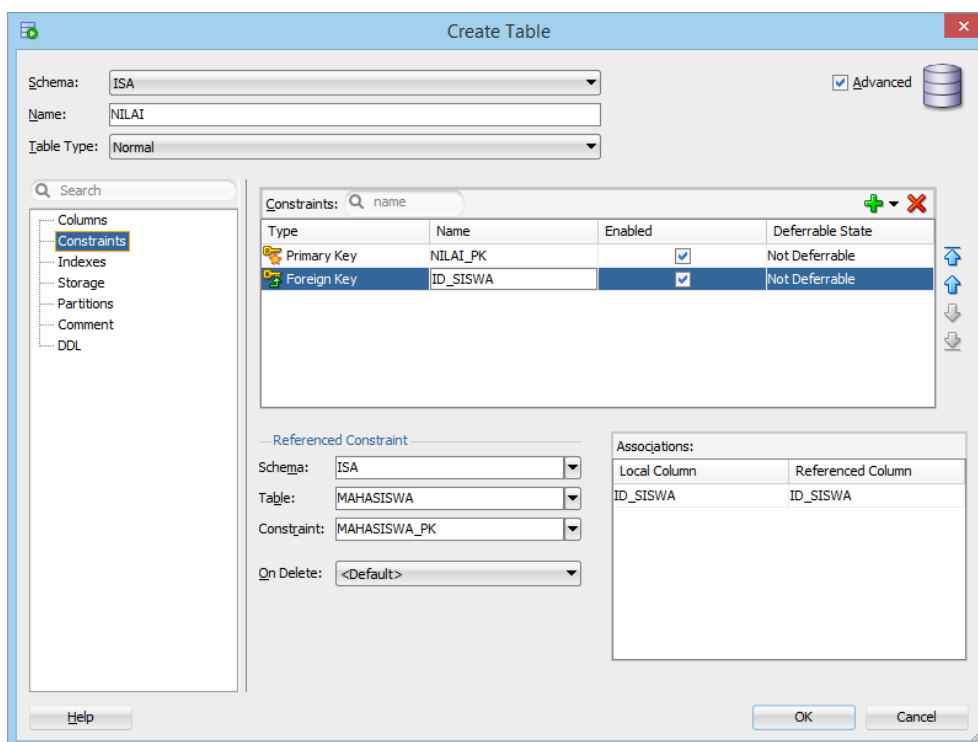 Create Table
Schema: ISA
Advanced
Name: NILAI
Table Type: Normal
Search
Columns
Constraints
Indexes
Storage
Partitions
Comment
DDL
Constraints: name
Type Name Enabled Deferrable State
Primary Key NILAI_PK Not Deferrable
Foreign Key ID_SISWA Not Deferrable
Referenced Constraint
Schema: ISA
Table: MAHASISWA
Constraint: MAHASISWA_PK
On Delete: <Default>
Associations:
Local Column Referenced Column
ID_SISWA ID_SISWA
Help
OK Cancel